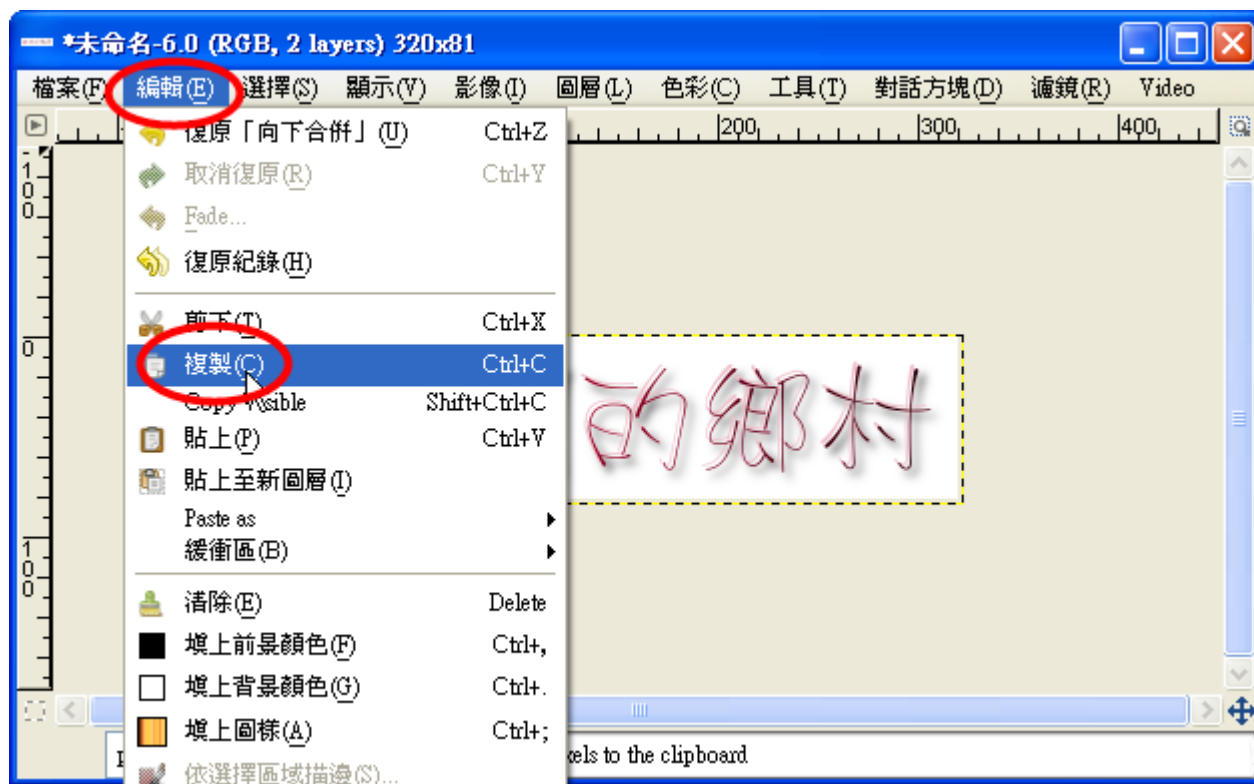 *未命名-6.0 (RGB, 2 layers) 320x81
檔案(F) 編輯(E) 選擇(S) 顯示(V) 影像(I) 圖層(L) 色彩(C) 工具(T) 對話方塊(D) 濾鏡(R) Video
200 300 400
復原「向下合併」(U) Ctrl+Z
取消復原(R) Ctrl+Y
100
Fade...
復原紀錄(H)
剪下(T) Ctrl+X
0
複製(C) Ctrl+C
的鄉村
Copy Visible Shift+Ctrl+C
貼上(P) Ctrl+V
貼上至新圖層(I)
Paste as
緩衝區(B)
100
清除(E) Delete
填上前景顏色(F) Ctrl+,
填上背景顏色(G) Ctrl+.
填上圖樣(A) Ctrl+;
to the clipboard
依選擇區域描邊(S)...